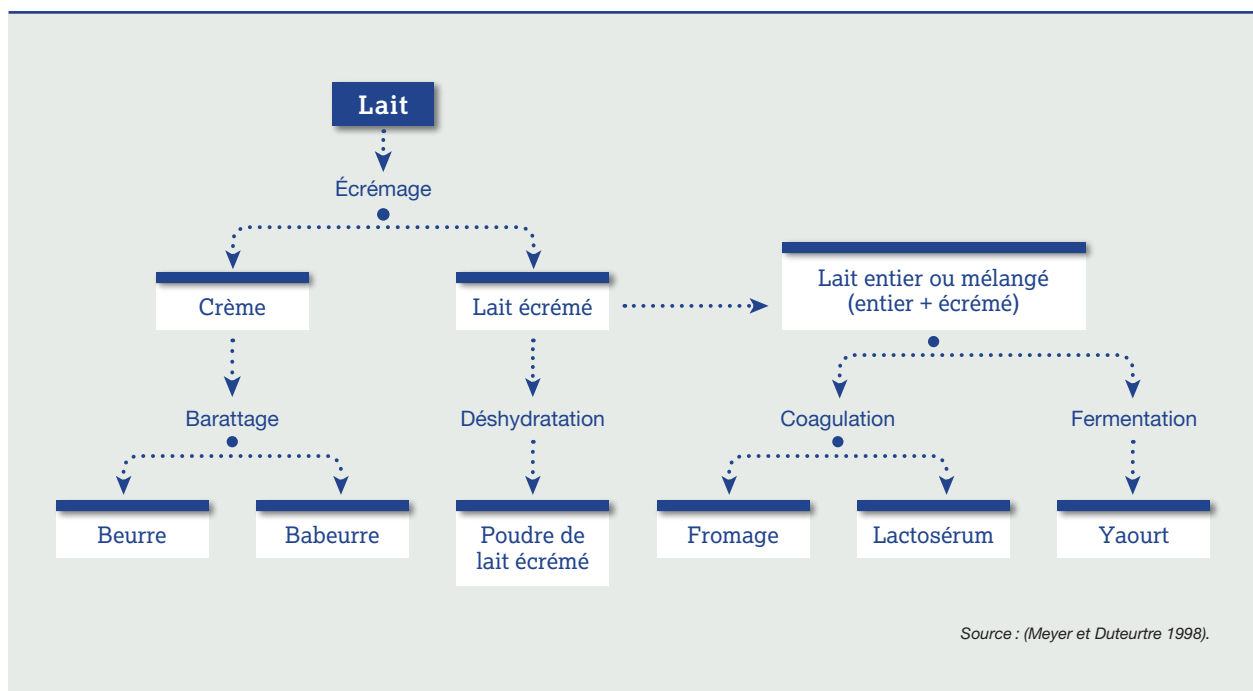 Lait
Écrémage
Crème
Lait écrémé
Lait entier ou mélangé
(entier + écrémé)
Barattage
Déshydratation
Coagulation
Fermentation
Beurre
Babeurre
Poudre de
lait écrémé
Fromage
Lactosérum
Yaourt
Source : (Meyer et Duteurtre 1998).